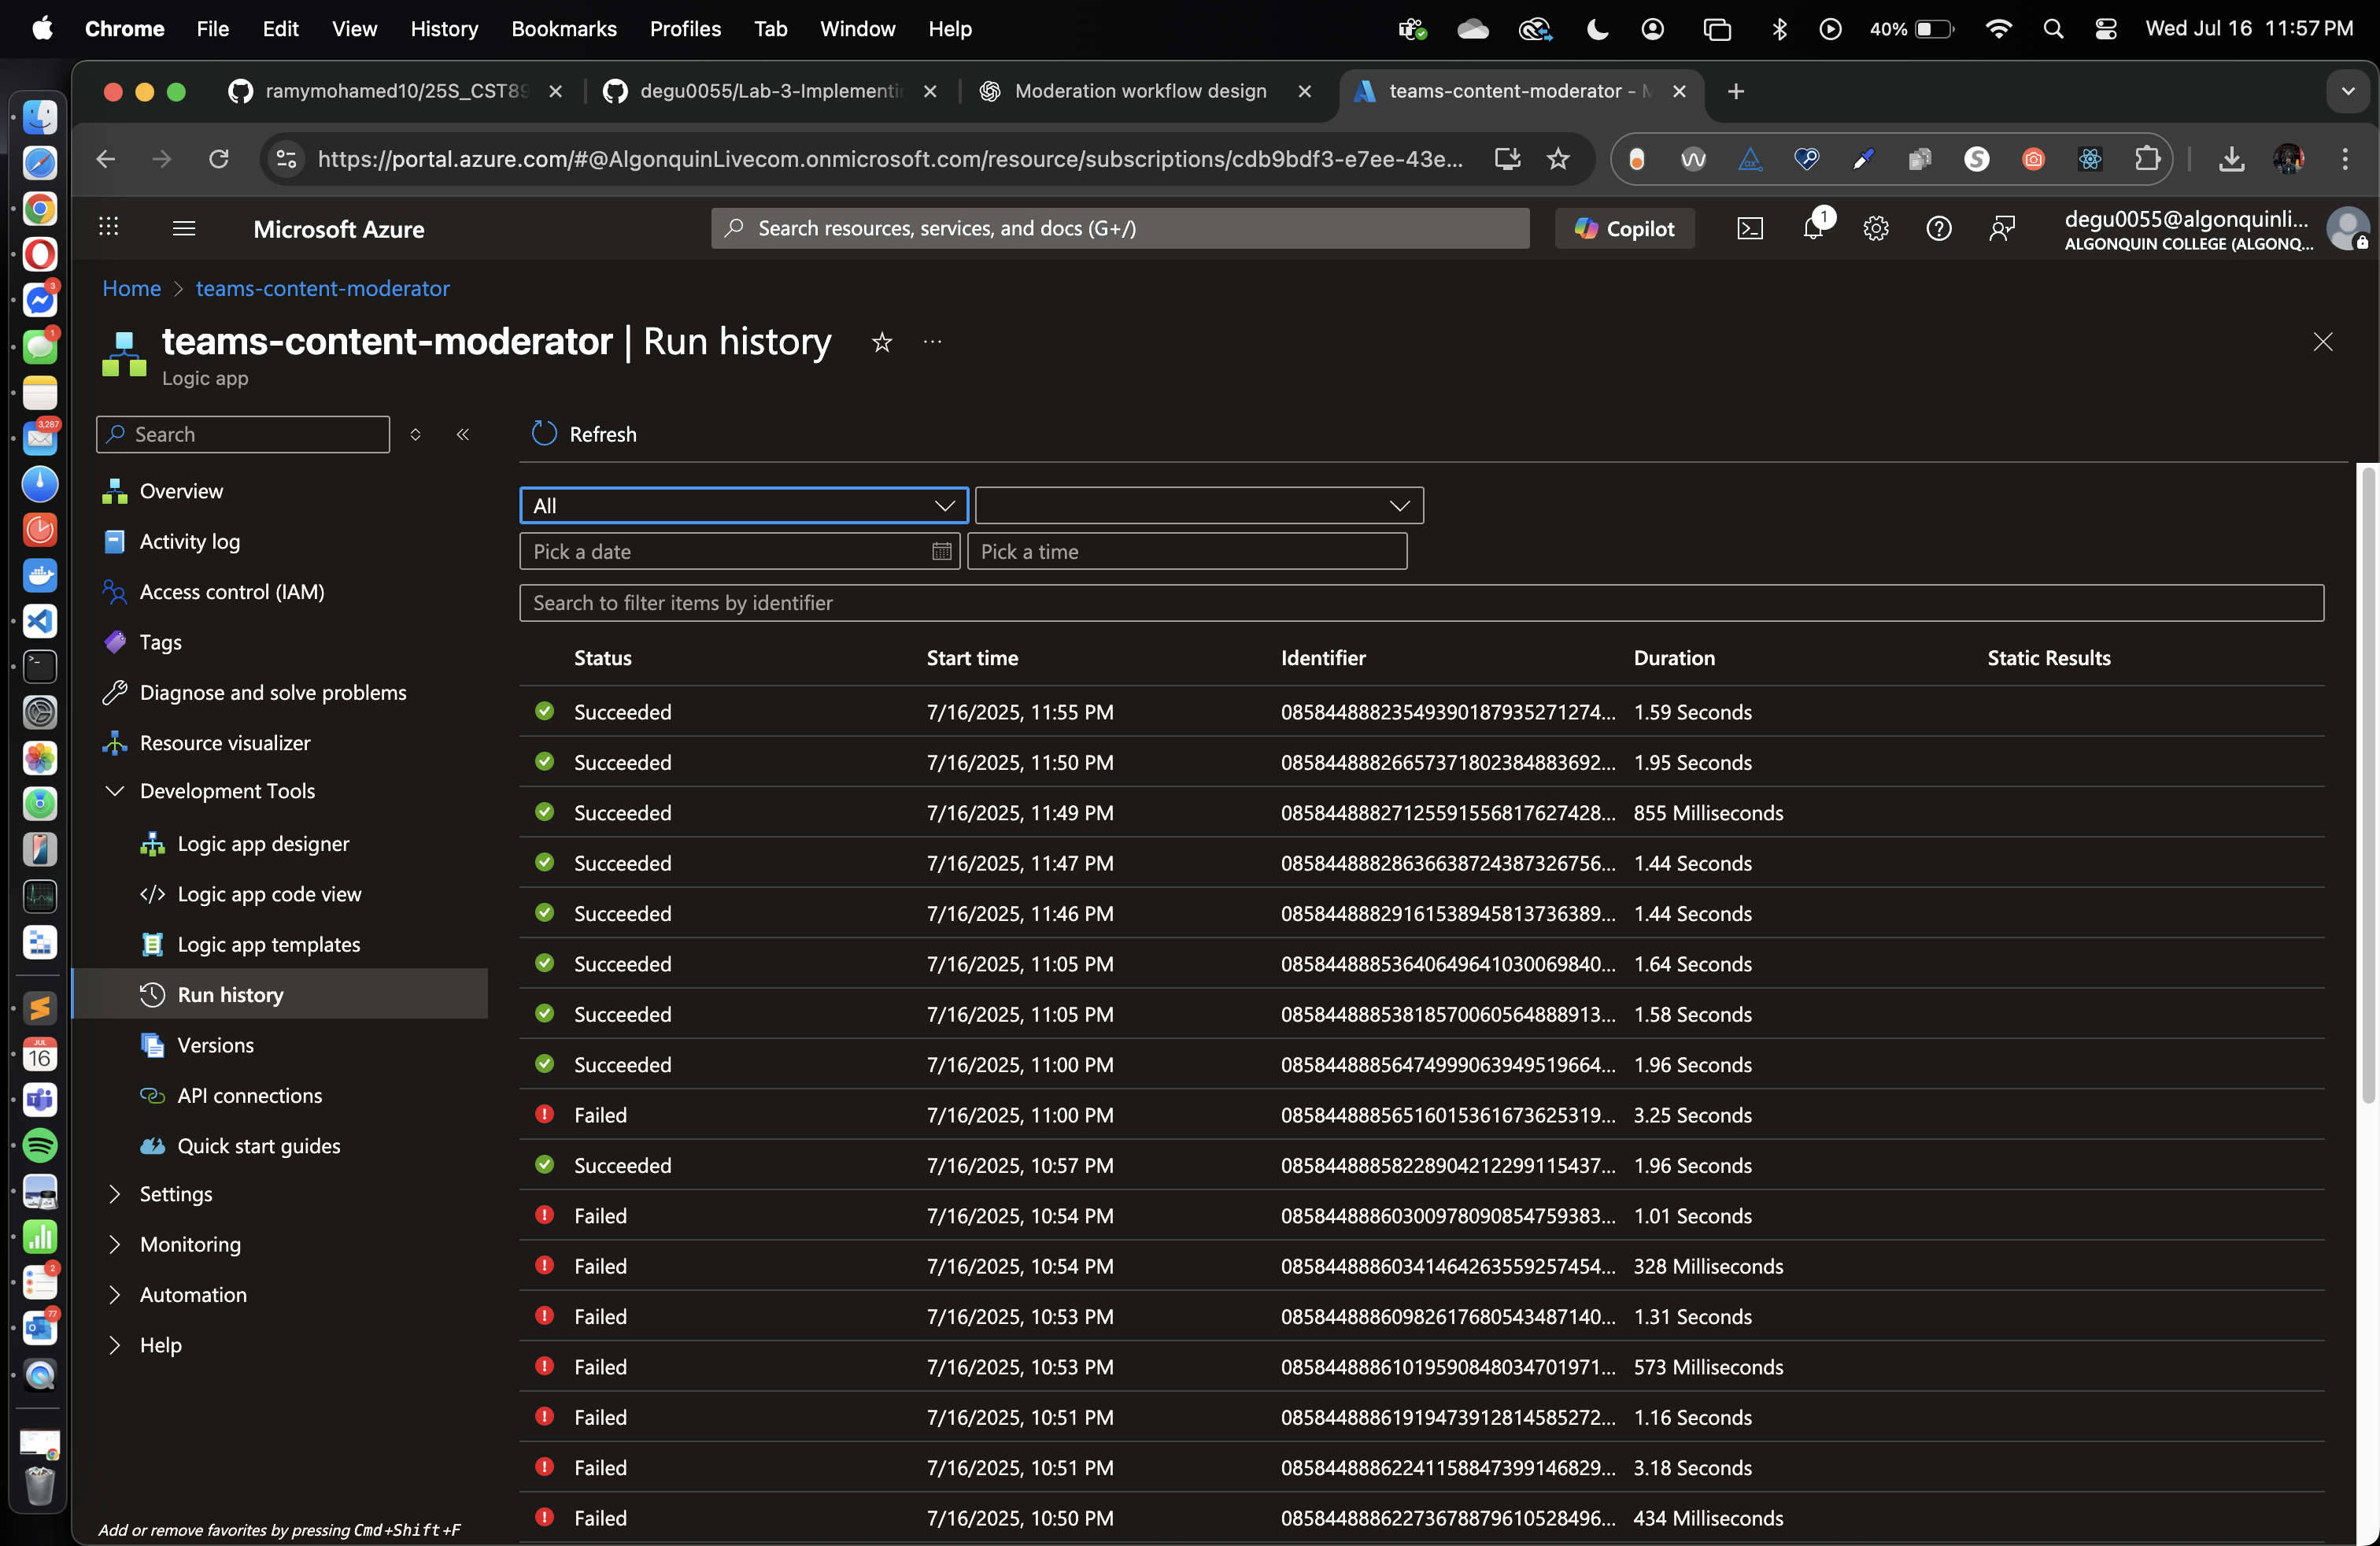 Chrome File Edit View History Bookmarks Profiles Tab Window Help 40% Wed Jul 16 11:57 PM
ramymohamed10/25S_CST89 degu0055/Lab-3-Implementi Moderation workflow design teams-content-moderator - M
https://portal.azure.com/#@AlgonquinLivecom.onmicrosoft.com/resource/subscriptions/cdb9bdf3-e7ee-43e...
Microsoft Azure Search resources, services, and docs (G+/) Copilot 1 degu0055@algonquinli...
ALGONQUIN COLLEGE (ALGONQ...
Home > teams-content-moderator
teams-content-moderator | Run history
Logic app
Search
Overview
Activity log
Access control (IAM)
Tags
Diagnose and solve problems
Resource visualizer
Development Tools
Logic app designer
Logic app code view
Logic app templates
Run history
Versions
API connections
Quick start guides
Settings
Monitoring
Automation
Help
Add or remove favorites by pressing Cmd+Shift+F
Refresh
All
Pick a date Pick a time
Search to filter items by identifier
Status Start time Identifier Duration Static Results
Succeeded 7/16/2025, 11:55 PM 08584488823549390187935271274... 1.59 Seconds
Succeeded 7/16/2025, 11:50 PM 08584488826657371802384883692... 1.95 Seconds
Succeeded 7/16/2025, 11:49 PM 08584488827125591556817627428... 855 Milliseconds
Succeeded 7/16/2025, 11:47 PM 08584488828636638724387326756... 1.44 Seconds
Succeeded 7/16/2025, 11:46 PM 08584488829161538945813736389... 1.44 Seconds
Succeeded 7/16/2025, 11:05 PM 08584488853640649641030069840... 1.64 Seconds
Succeeded 7/16/2025, 11:05 PM 08584488853818570060564888913... 1.58 Seconds
Succeeded 7/16/2025, 11:00 PM 08584488856474999063949519664... 1.96 Seconds
Failed 7/16/2025, 11:00 PM 08584488856516015361673625319... 3.25 Seconds
Succeeded 7/16/2025, 10:57 PM 08584488858228904212299115437... 1.96 Seconds
Failed 7/16/2025, 10:54 PM 08584488860300978090854759383... 1.01 Seconds
Failed 7/16/2025, 10:54 PM 08584488860341464263559257454... 328 Milliseconds
Failed 7/16/2025, 10:53 PM 08584488860982617680543487140... 1.31 Seconds
Failed 7/16/2025, 10:53 PM 08584488861019590848034701971... 573 Milliseconds
Failed 7/16/2025, 10:51 PM 08584488861919473912814585272... 1.16 Seconds
Failed 7/16/2025, 10:51 PM 08584488862241158847399146829... 3.18 Seconds
Failed 7/16/2025, 10:50 PM 08584488862273678879610528496... 434 Milliseconds
3
1
3,287
JUL
16
2
77